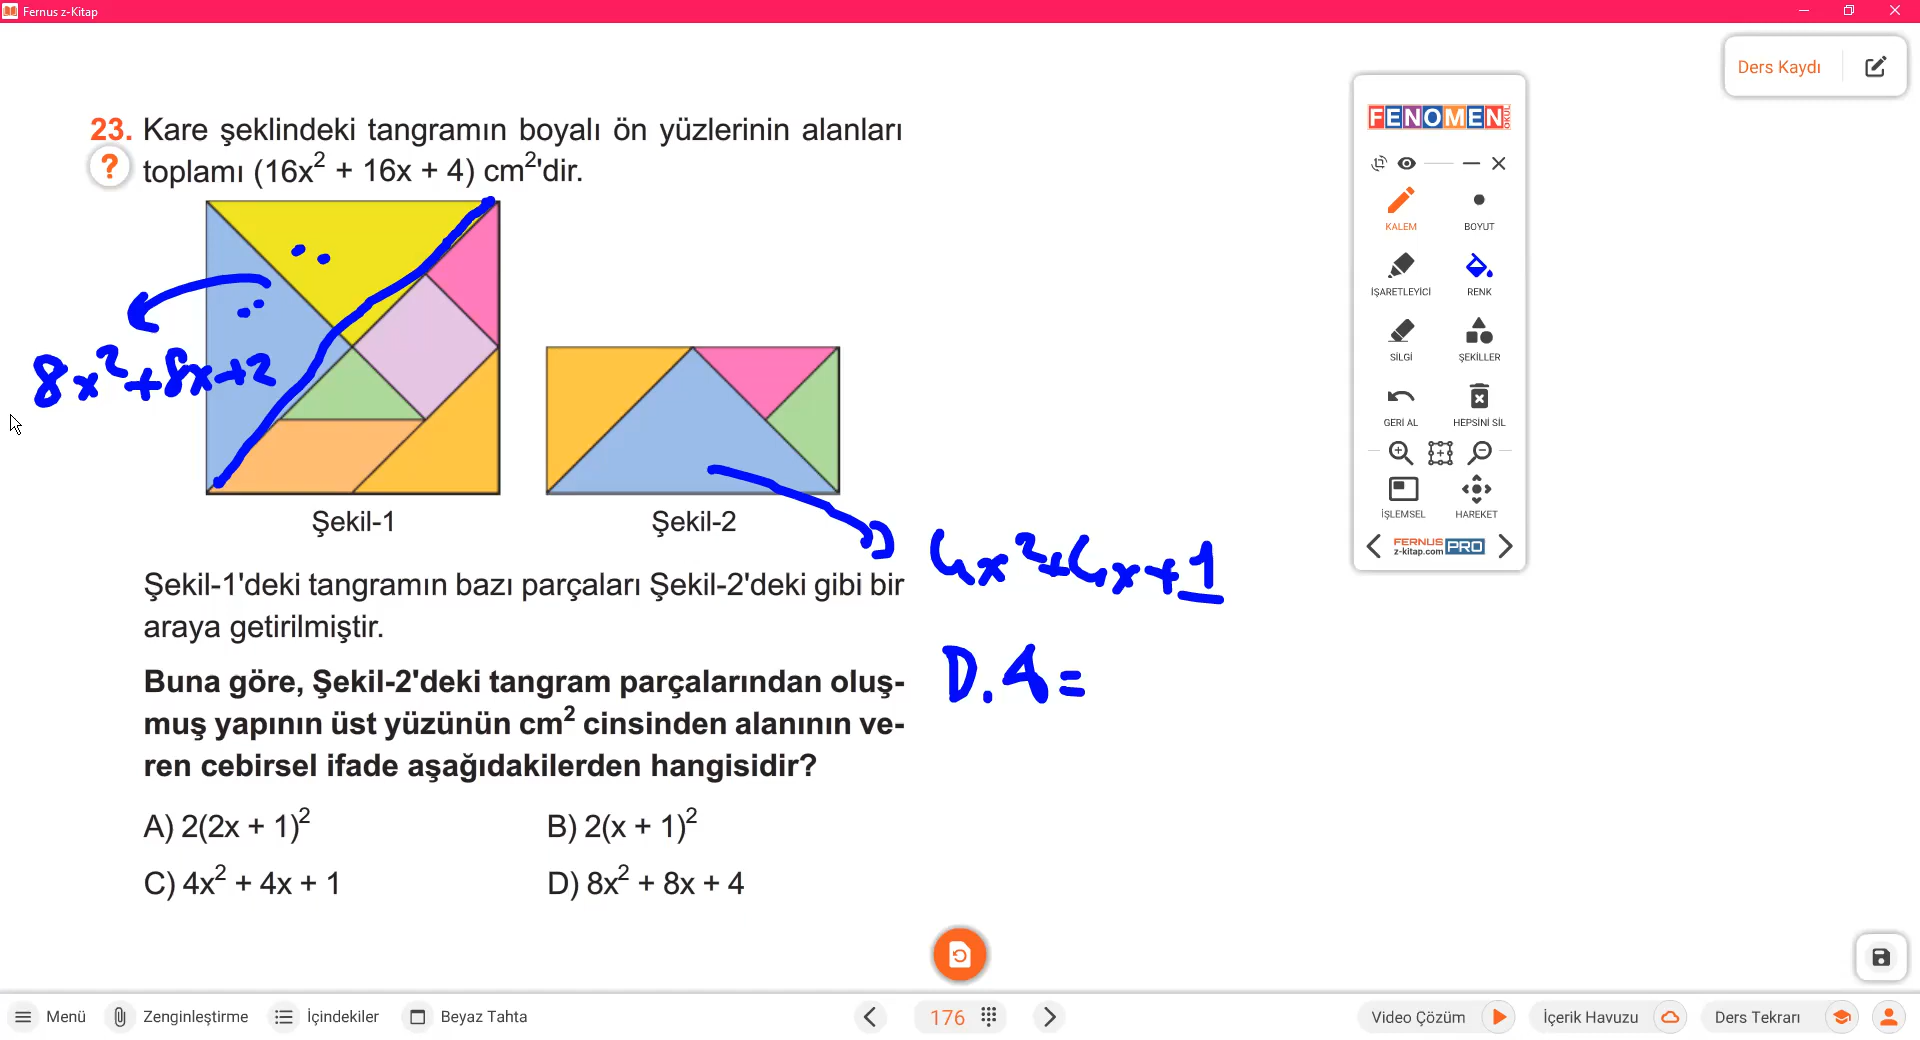 Fernus z-Kitap
Ders Kaydı
23. Kare şeklindeki tangramın boyalı ön yüzlerinin alanları
? toplamı (16x² + 16x + 4) cm²'dir.
8x²+8x+2
Şekil-1
Şekil-2
4x²+4x+1
D.A=
Şekil-1'deki tangramın bazı parçaları Şekil-2'deki gibi bir
araya getirilmiştir.
Buna göre, Şekil-2'deki tangram parçalarından oluş-
muş yapının üst yüzünün cm² cinsinden alanının ve-
ren cebirsel ifade aşağıdakilerden hangisidir?
A) 2(2x + 1)²
B) 2(x + 1)²
C) 4x² + 4x + 1
D) 8x² + 8x + 4
FENOMEN OKUL
KALEM
BOYUT
İŞARETLEYİCİ
RENK
SİLGİ
ŞEKİLLER
GERİ AL
HEPSİNİ SİL
İŞLEMSEL
HAREKET
FERNUS
z-kitap.com PRO
Menü
Zenginleştirme
İçindekiler
Beyaz Tahta
176
Video Çözüm
İçerik Havuzu
Ders Tekrarı